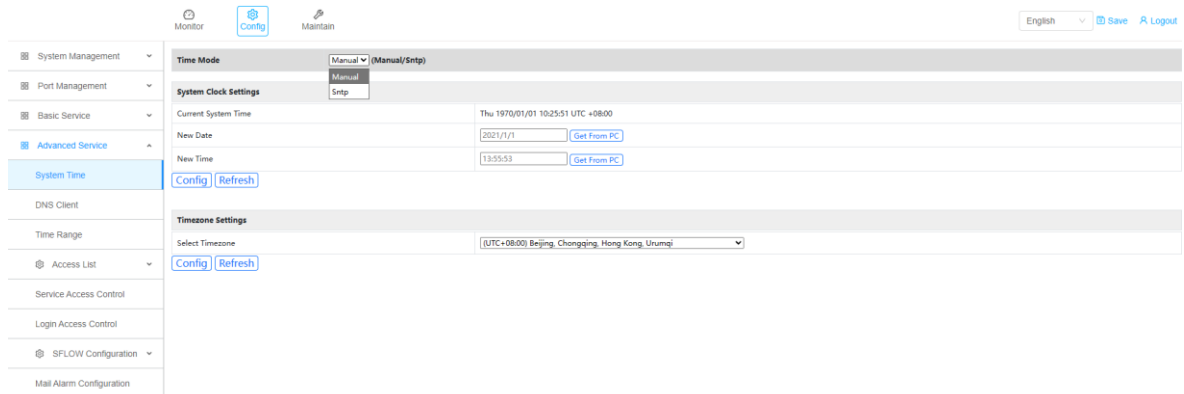 Monitor
Config
Maintain
English
Save
Logout
System Management
Port Management
Basic Service
Advanced Service
System Time
DNS Client
Time Range
Access List
Service Access Control
Login Access Control
SFLOW Configuration
Mail Alarm Configuration
Time Mode Manual (Manual/Sntp)
Manual
Sntp
System Clock Settings
Current System Time Thu 1970/01/01 10:25:51 UTC +08:00
New Date 2021/1/1 Get From PC
New Time 13:55:53 Get From PC
Config Refresh
Timezone Settings
Select Timezone (UTC+08:00) Beijing, Chongqing, Hong Kong, Urumqi
Config Refresh